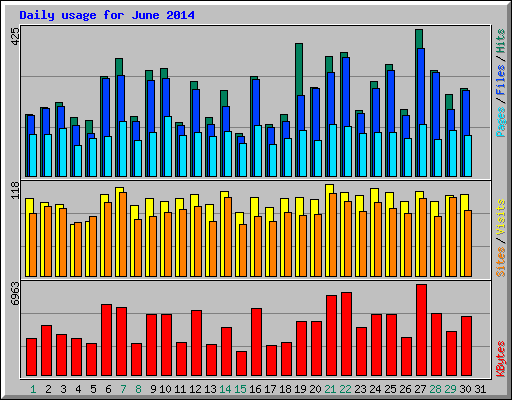 Daily usage for June 2014
425
Pages / Files / Hits
118
Sites / Visits
6963
KBytes
1 2 3 4 5 6 7 8 9 10 11 12 13 14 15 16 17 18 19 20 21 22 23 24 25 26 27 28 29 30 31